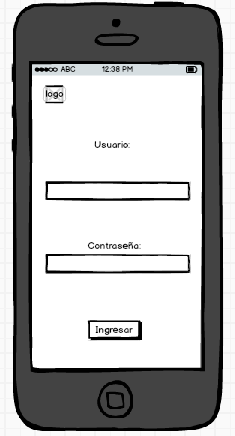 ABC 12:38 PM
logo
Usuario:
Contraseña:
Ingresar